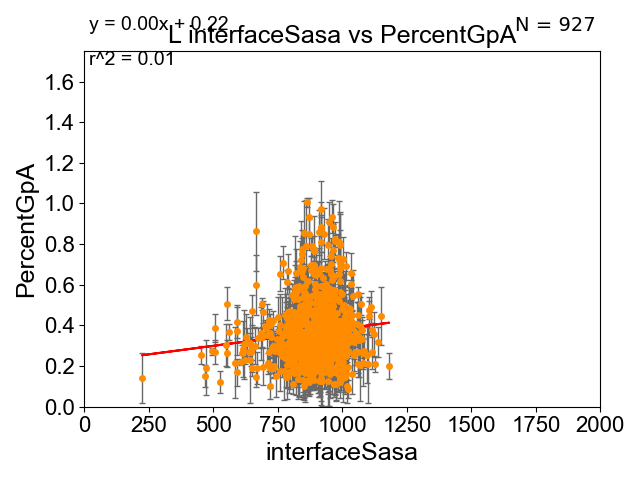 y = 0.00x + 0.22
L interfaceSasa vs PercentGpA
N = 927
r^2 = 0.01
PercentGpA
1.6
1.4
1.2
1.0
0.8
0.6
0.4
0.2
0.0
0 250 500 750 1000 1250 1500 1750 2000
interfaceSasa